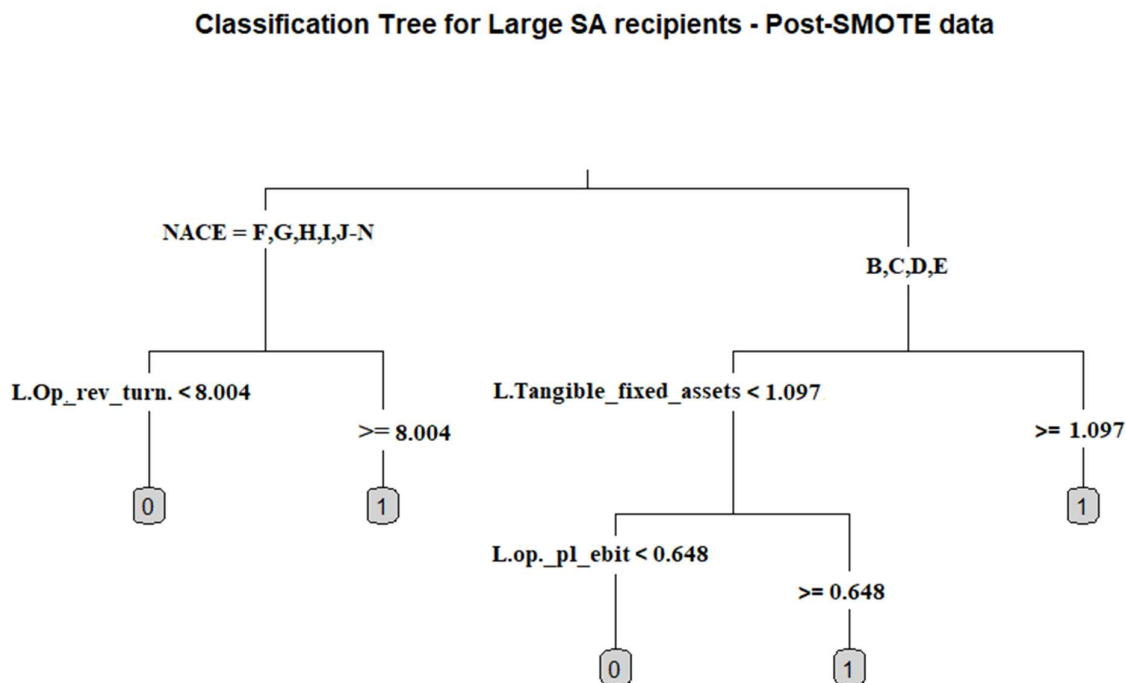 Classification Tree for Large SA recipients - Post-SMOTE data
NACE = F,G,H,I,J-N
B,C,D,E
L.Op_rev_turn. < 8.004
>= 8.004
L.Tangible_fixed_assets < 1.097
>= 1.097
0
1
1
L.op._pl_ebit < 0.648
>= 0.648
0
1